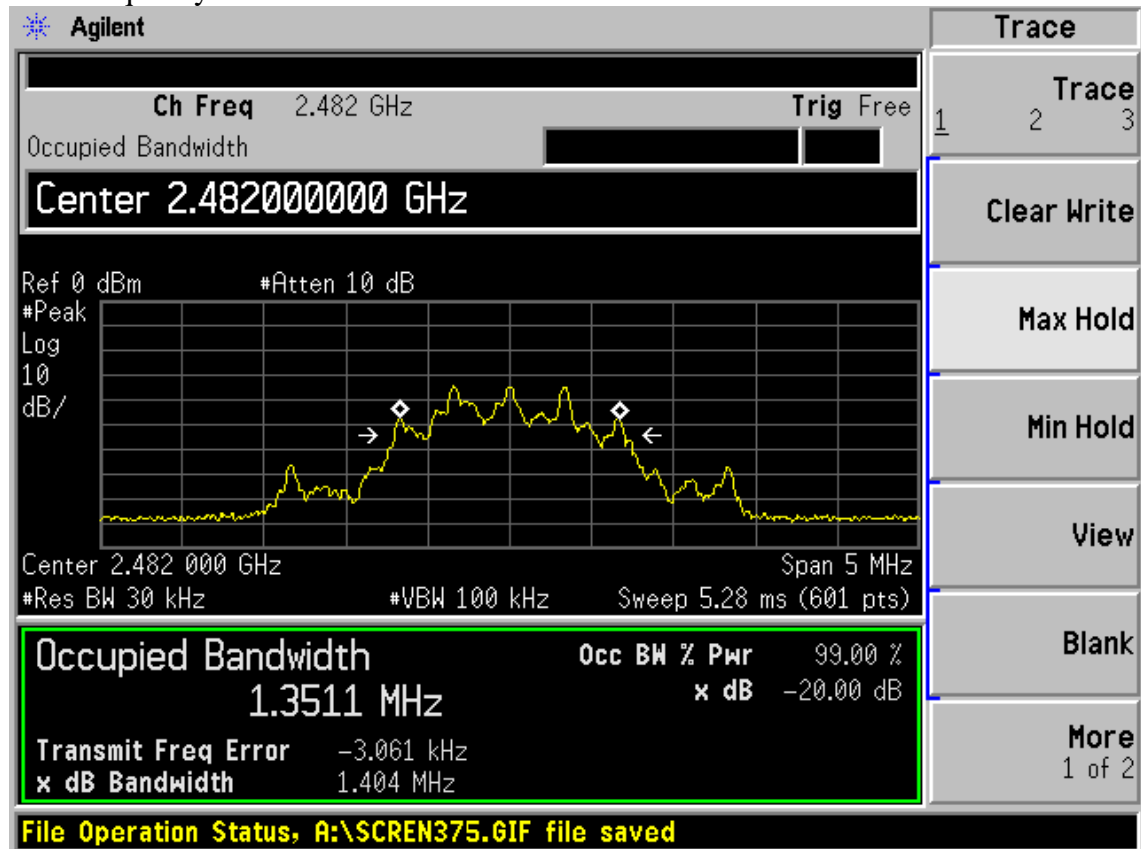 Agilent
Trace
Ch Freq 2.482 GHz Trig Free
Occupied Bandwidth
Center 2.482000000 GHz
Ref 0 dBm #Atten 10 dB
#Peak
Log
10
dB/
Center 2.482 000 GHz Span 5 MHz
#Res BW 30 kHz #VBW 100 kHz Sweep 5.28 ms (601 pts)
Occupied Bandwidth Occ BW % Pwr 99.00 %
1.3511 MHz x dB -20.00 dB
Transmit Freq Error -3.061 kHz
x dB Bandwidth 1.404 MHz
File Operation Status, A:\SCREN375.GIF file saved
Trace
1 2 3
Clear Write
Max Hold
Min Hold
View
Blank
More
1 of 2